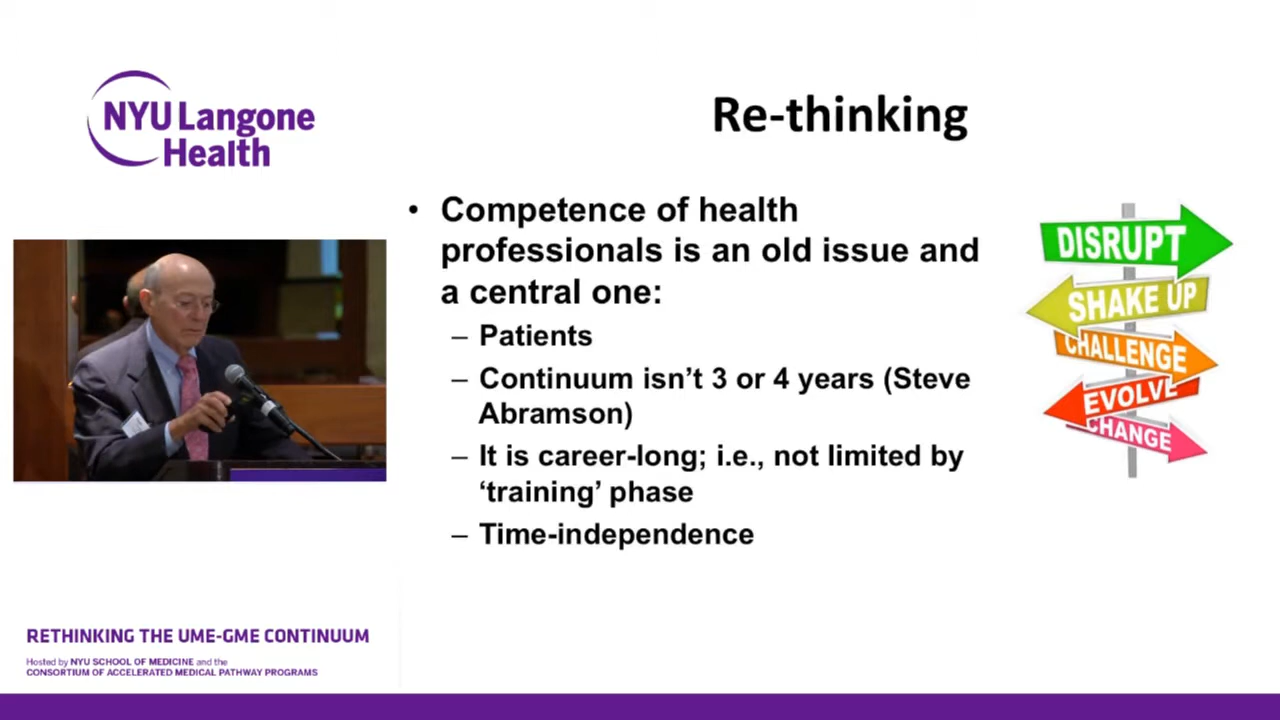 NYU Langone
Health
Re-thinking
• Competence of health
professionals is an old issue and
a central one:
– Patients
– Continuum isn’t 3 or 4 years (Steve
Abramson)
– It is career-long; i.e., not limited by
‘training’ phase
– Time-independence
DISRUPT
SHAKE UP
CHALLENGE
EVOLVE
CHANGE
RETHINKING THE UME-GME CONTINUUM
Hosted by NYU SCHOOL OF MEDICINE and the
CONSORTIUM OF ACCELERATED MEDICAL PATHWAY PROGRAMS